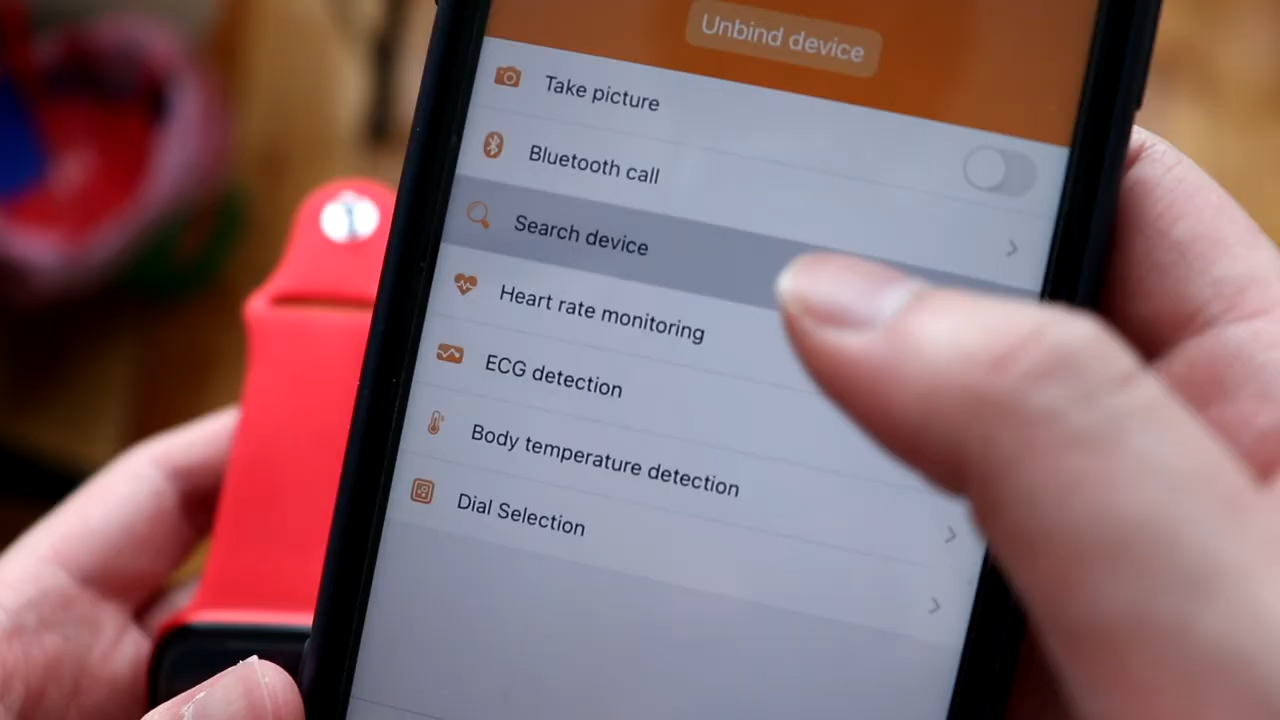 Unbind device
Take picture
Bluetooth call
Search device
Heart rate monitoring
ECG detection
Body temperature detection
Dial Selection